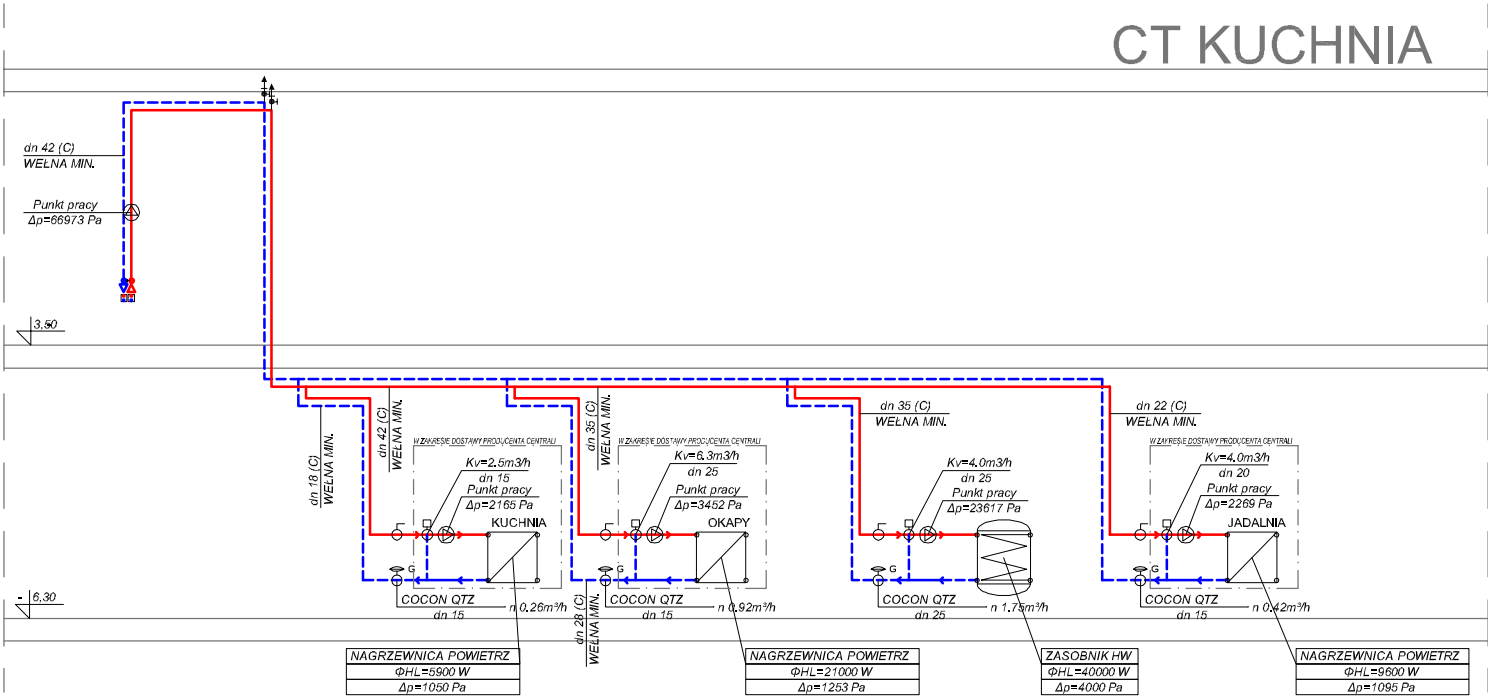 CT KUCHNIA
dn 42 (C)
WEŁNA MIN.
Punkt pracy
Δp=66973 Pa
3,50
dn 18 (C)
WEŁNA MIN.
dn 42 (C)
WEŁNA MIN.
W ZAKRESIE DOSTAWY PRODUCENTA CENTRALI
Kv=2.5m3/h
dn 15
Punkt pracy
Δp=2165 Pa
KUCHNIA
G
COCON QTZ
dn 15
n 0.26m³/h
dn 35 (C)
WEŁNA MIN.
W ZAKRESIE DOSTAWY PRODUCENTA CENTRALI
Kv=6.3m3/h
dn 25
Punkt pracy
Δp=3452 Pa
OKAPY
G
COCON QTZ
dn 15
n 0.92m³/h
dn 28 (C)
WEŁNA MIN.
dn 35 (C)
WEŁNA MIN.
Kv=4.0m3/h
dn 25
Punkt pracy
Δp=23617 Pa
G
COCON QTZ
dn 25
n 1.75m³/h
dn 22 (C)
WEŁNA MIN.
W ZAKRESIE DOSTAWY PRODUCENTA CENTRALI
Kv=4.0m3/h
dn 20
Punkt pracy
Δp=2269 Pa
JADALNIA
G
COCON QTZ
dn 15
n 0.42m³/h
- 6,30
NAGRZEWNICA POWIETRZ
ΦHL=5900 W
Δp=1050 Pa
NAGRZEWNICA POWIETRZ
ΦHL=21000 W
Δp=1253 Pa
ZASOBNIK HW
ΦHL=40000 W
Δp=4000 Pa
NAGRZEWNICA POWIETRZ
ΦHL=9600 W
Δp=1095 Pa